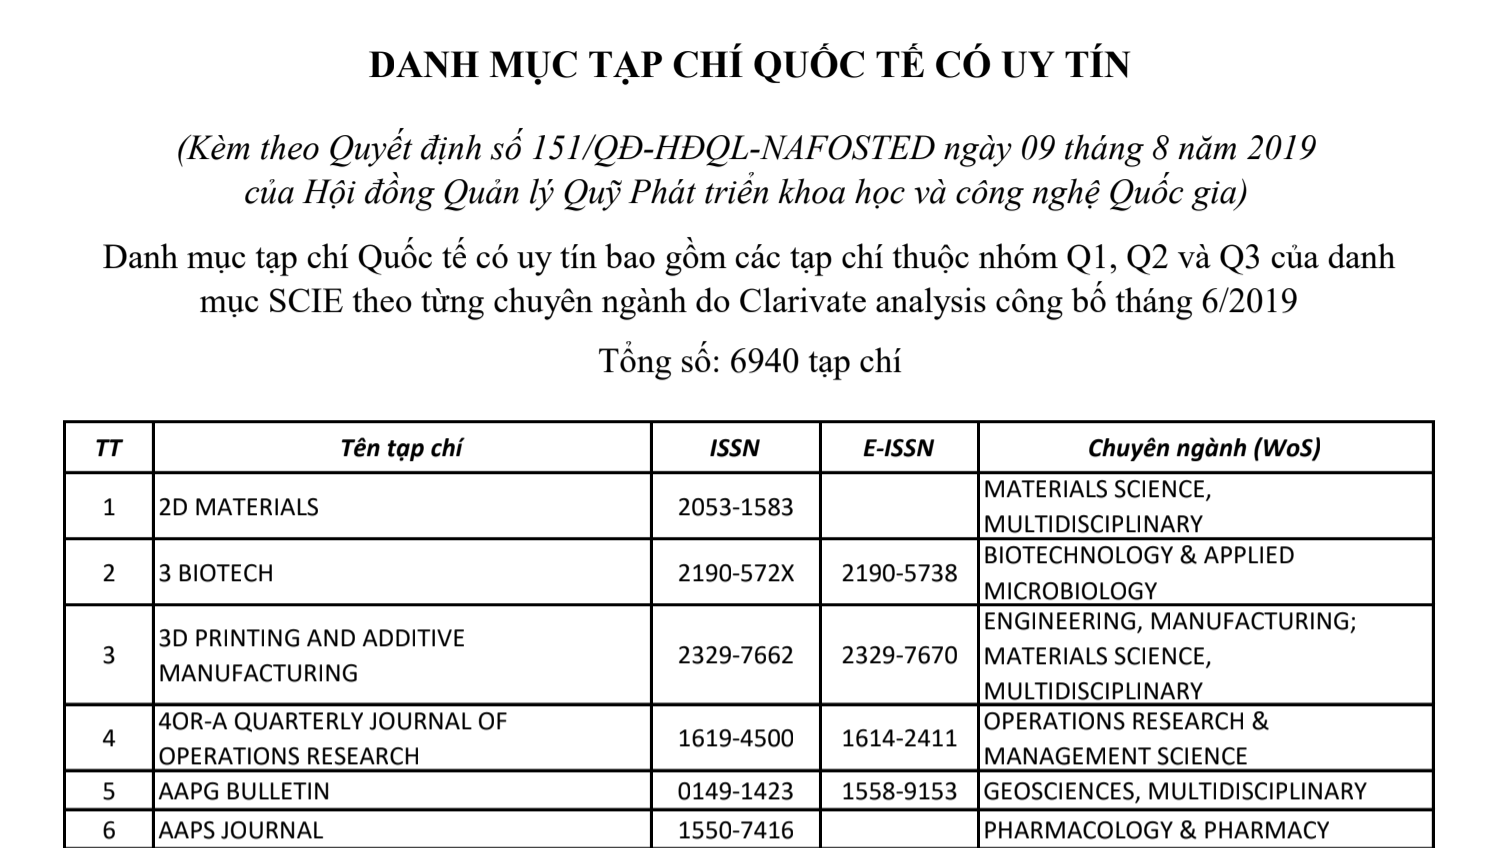 DANH MỤC TẠP CHÍ QUỐC TẾ CÓ UY TÍN
(Kèm theo Quyết định số 151/QĐ-HĐQL-NAFOSTED ngày 09 tháng 8 năm 2019
của Hội đồng Quản lý Quỹ Phát triển khoa học và công nghệ Quốc gia)
Danh mục tạp chí Quốc tế có uy tín bao gồm các tạp chí thuộc nhóm Q1, Q2 và Q3 của danh
mục SCIE theo từng chuyên ngành do Clarivate analysis công bố tháng 6/2019
Tổng số: 6940 tạp chí
TT Tên tạp chí ISSN E-ISSN Chuyên ngành (WoS)
1 2D MATERIALS 2053-1583 MATERIALS SCIENCE,
MULTIDISCIPLINARY
2 3 BIOTECH 2190-572X 2190-5738 BIOTECHNOLOGY & APPLIED
MICROBIOLOGY
3 3D PRINTING AND ADDITIVE
MANUFACTURING 2329-7662 2329-7670 ENGINEERING, MANUFACTURING;
MATERIALS SCIENCE,
MULTIDISCIPLINARY
4 4OR-A QUARTERLY JOURNAL OF
OPERATIONS RESEARCH 1619-4500 1614-2411 OPERATIONS RESEARCH &
MANAGEMENT SCIENCE
5 AAPG BULLETIN 0149-1423 1558-9153 GEOSCIENCES, MULTIDISCIPLINARY
6 AAPS JOURNAL 1550-7416 PHARMACOLOGY & PHARMACY